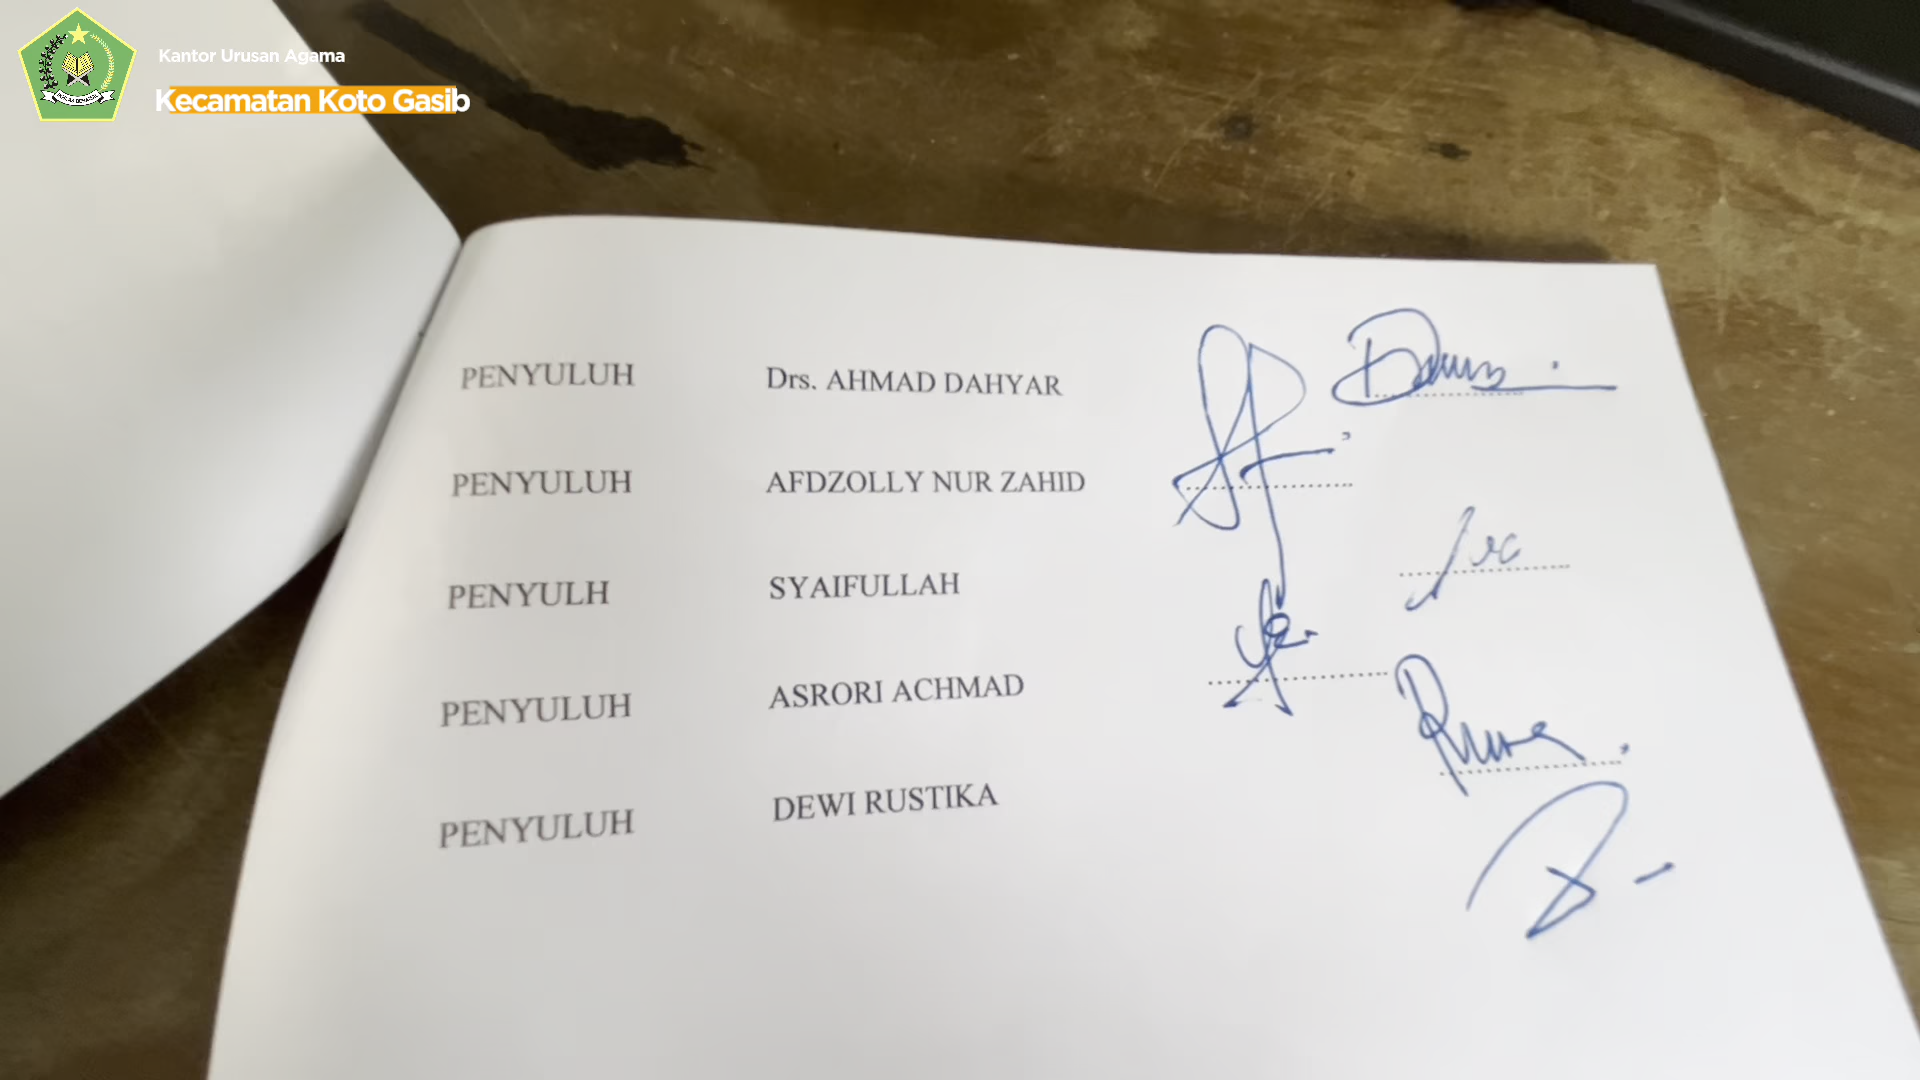 Kantor Urusan Agama
Kecamatan Koto Gasib
PENYULUH Drs. AHMAD DAHYAR
PENYULUH AFDZOLLY NUR ZAHID
PENYULH SYAIFULLAH
PENYULUH ASRORI ACHMAD
PENYULUH DEWI RUSTIKA